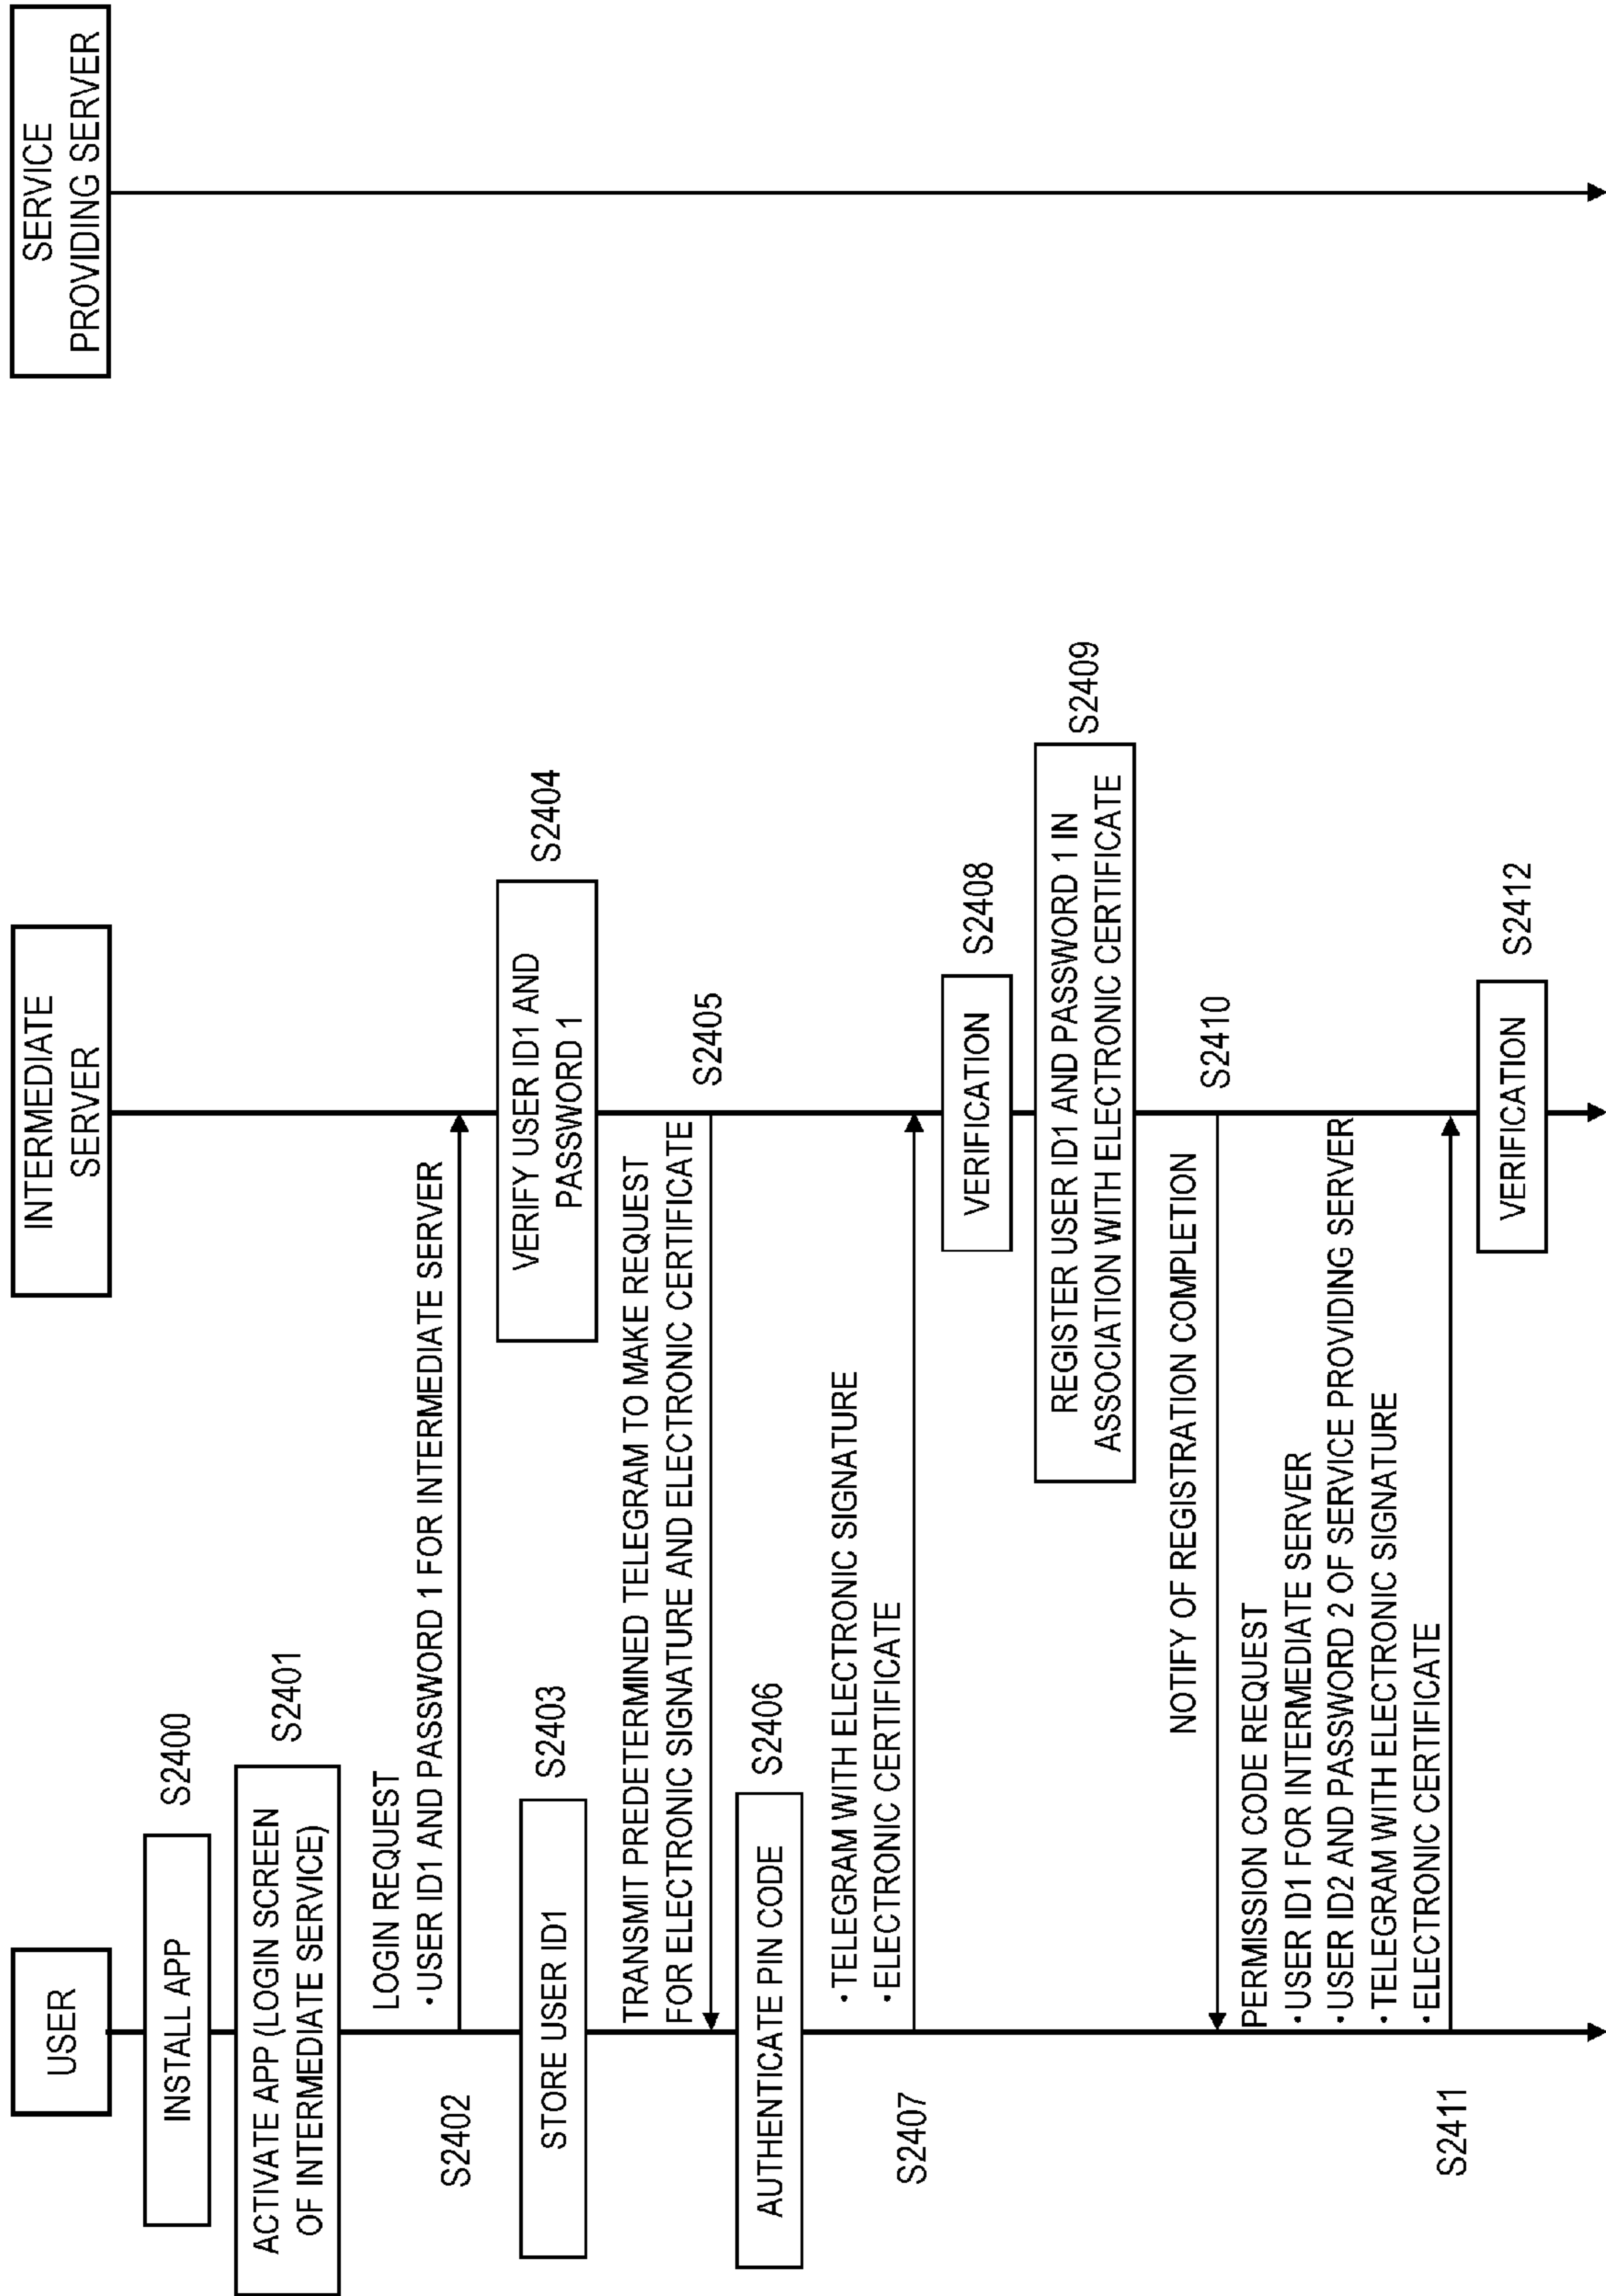 USER
INTERMEDIATE
SERVER
SERVICE
PROVIDING SERVER
INSTALL APP
S2400
ACTIVATE APP (LOGIN SCREEN
OF INTERMEDIATE SERVICE)
S2401
LOGIN REQUEST
・USER ID1 AND PASSWORD 1 FOR INTERMEDIATE SERVER
S2402
STORE USER ID1
S2403
VERIFY USER ID1 AND
PASSWORD 1
S2404
TRANSMIT PREDETERMINED TELEGRAM TO MAKE REQUEST
FOR ELECTRONIC SIGNATURE AND ELECTRONIC CERTIFICATE
S2405
AUTHENTICATE PIN CODE
S2406
・TELEGRAM WITH ELECTRONIC SIGNATURE
・ELECTRONIC CERTIFICATE
S2407
VERIFICATION
S2408
REGISTER USER ID1 AND PASSWORD 1 IN
ASSOCIATION WITH ELECTRONIC CERTIFICATE
S2409
NOTIFY OF REGISTRATION COMPLETION
S2410
PERMISSION CODE REQUEST
・USER ID1 FOR INTERMEDIATE SERVER
・USER ID2 AND PASSWORD 2 OF SERVICE PROVIDING SERVER
・TELEGRAM WITH ELECTRONIC SIGNATURE
・ELECTRONIC CERTIFICATE
S2411
VERIFICATION
S2412